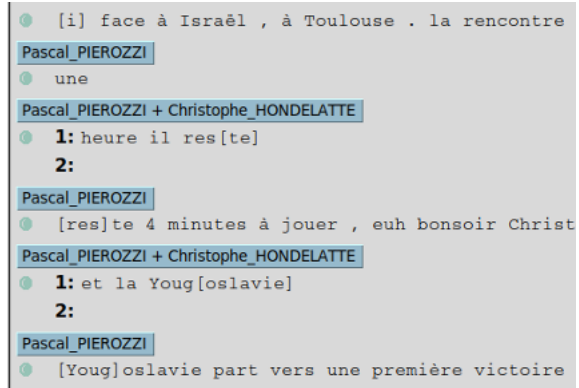 [i] face à Israël , à Toulouse . la rencontre
Pascal_PIEROZZI
une
Pascal_PIEROZZI + Christophe_HONDELATTE
1: heure il res[te]
2:
Pascal_PIEROZZI
[res]te 4 minutes à jouer , euh bonsoir Christ
Pascal_PIEROZZI + Christophe_HONDELATTE
1: et la Youg[oslavie]
2:
Pascal_PIEROZZI
[Youg]oslavie part vers une première victoire